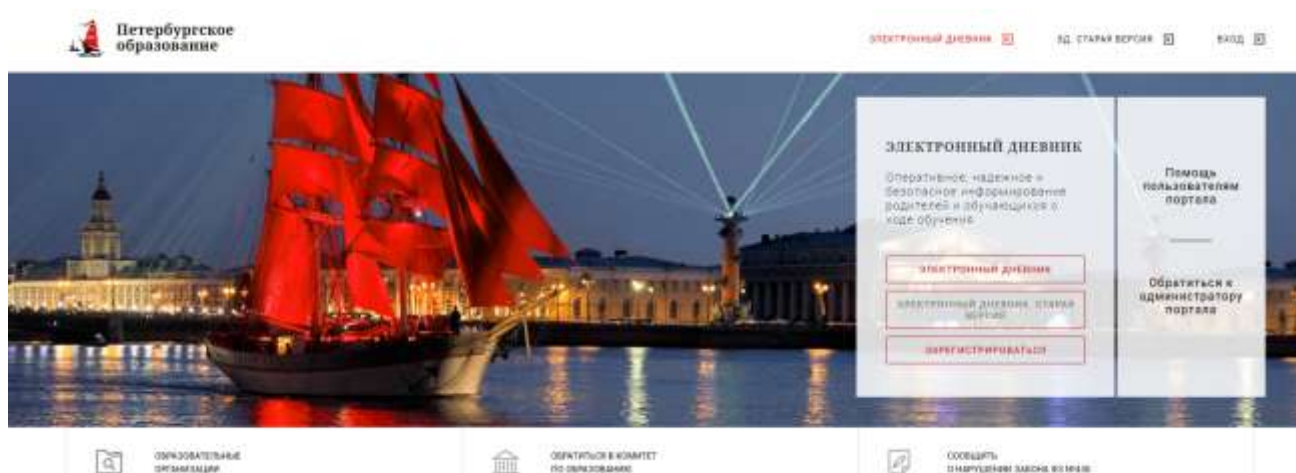 Петербургское
образование
ЭЛЕКТРОННЫЙ ДНЕВНИК
ЭД. СТАРАЯ ВЕРСИЯ
ВХОД
ЭЛЕКТРОННЫЙ ДНЕВНИК
Оперативное, надежное и
безопасное информирование
родителей и обучающихся о
ходе обучения
ЭЛЕКТРОННЫЙ ДНЕВНИК
ЭЛЕКТРОННЫЙ ДНЕВНИК. СТАРАЯ
ВЕРСИЯ
ЗАРЕГИСТРИРОВАТЬСЯ
Помощь
пользователям
портала
Обратиться к
администратору
портала
ОБРАЗОВАТЕЛЬНЫЕ
ОРГАНИЗАЦИИ
ОБРАТИТЬСЯ В КОМИТЕТ
ПО ОБРАЗОВАНИЮ
СООБЩИТЬ
О НАРУШЕНИИ ЗАКОНА